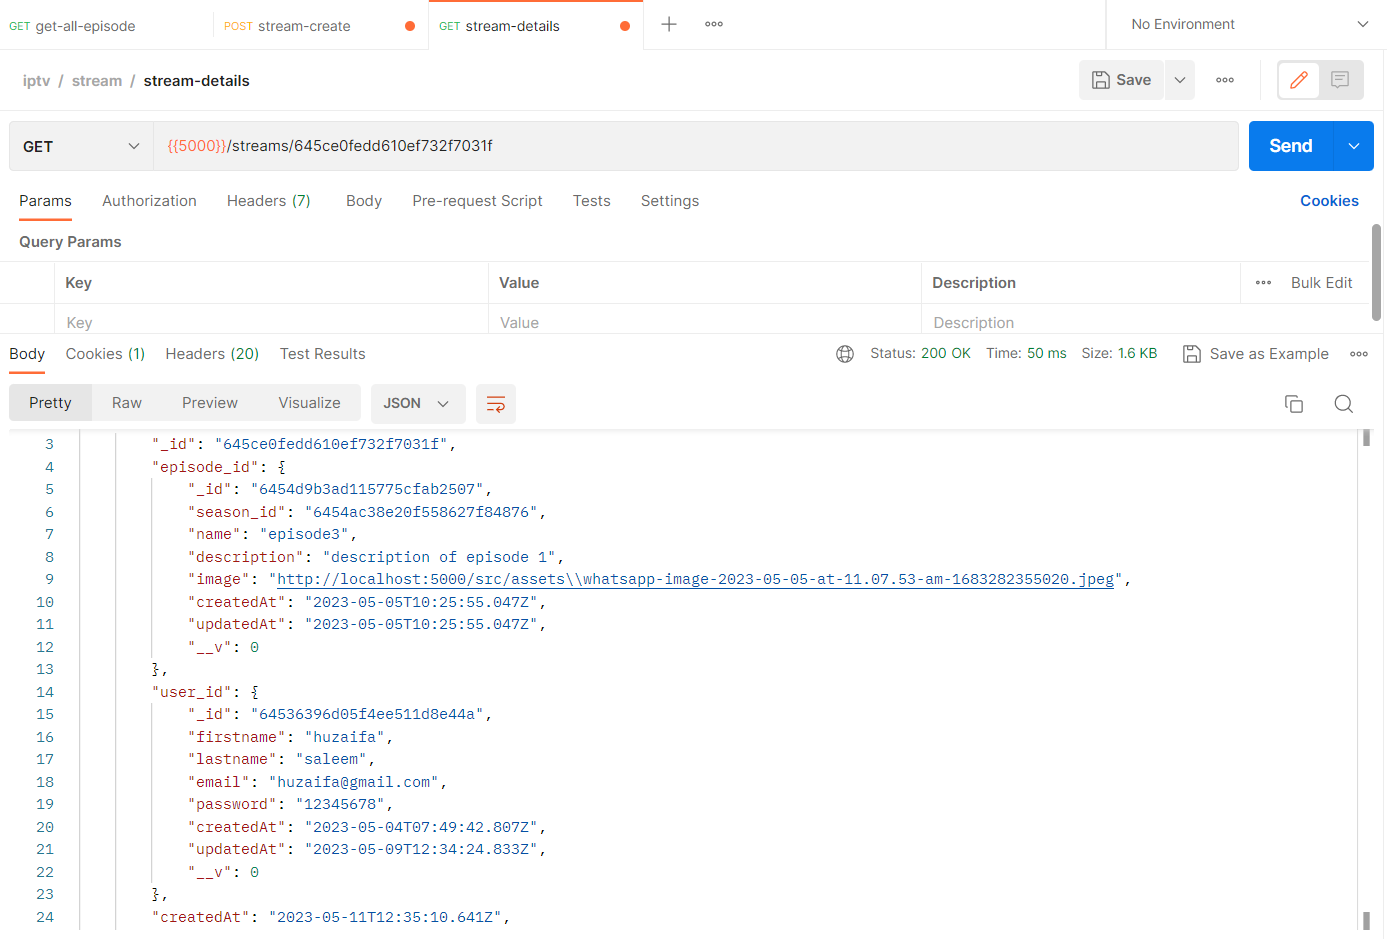 GET get-all-episode POST stream-create GET stream-details No Environment
iptv / stream / stream-details Save
GET {{5000}}/streams/645ce0fedd610ef732f7031f Send
Params Authorization Headers (7) Body Pre-request Script Tests Settings Cookies
Query Params
Key Value Description Bulk Edit
Key Value Description
Body Cookies (1) Headers (20) Test Results Status: 200 OK Time: 50 ms Size: 1.6 KB Save as Example
Pretty Raw Preview Visualize JSON
3 "_id": "645ce0fedd610ef732f7031f",
4 "episode_id": {
5 "_id": "6454d9b3ad115775cfab2507",
6 "season_id": "6454ac38e20f558627f84876",
7 "name": "episode3",
8 "description": "description of episode 1",
9 "image": "http://localhost:5000/src/assets\\whatsapp-image-2023-05-05-at-11.07.53-am-1683282355020.jpeg",
10 "createdAt": "2023-05-05T10:25:55.047Z",
11 "updatedAt": "2023-05-05T10:25:55.047Z",
12 "__v": 0
13 },
14 "user_id": {
15 "_id": "64536396d05f4ee511d8e44a",
16 "firstname": "huzaifa",
17 "lastname": "saleem",
18 "email": "huzaifa@gmail.com",
19 "password": "12345678",
20 "createdAt": "2023-05-04T07:49:42.807Z",
21 "updatedAt": "2023-05-09T12:34:24.833Z",
22 "__v": 0
23 },
24 "createdAt": "2023-05-11T12:35:10.641Z",